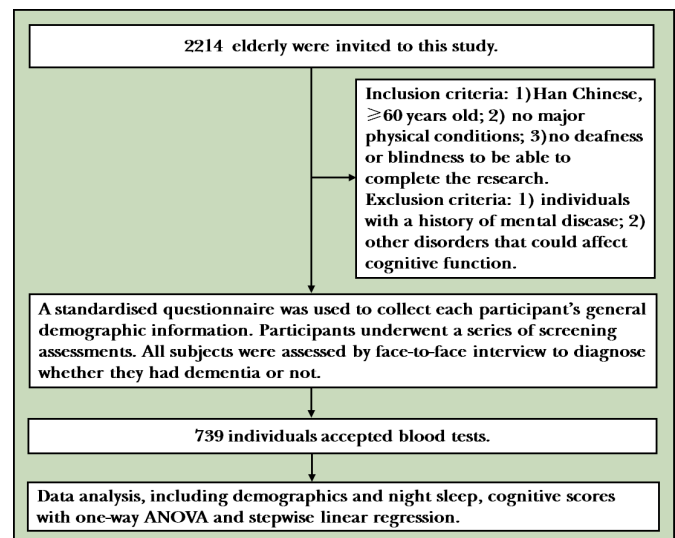 2214 elderly were invited to this study.
Inclusion criteria: 1)Han Chinese,
⩾60 years old; 2) no major
physical conditions; 3)no deafness
or blindness to be able to
complete the research.
Exclusion criteria: 1) individuals
with a history of mental disease; 2)
other disorders that could affect
cognitive function.
A standardised questionnaire was used to collect each participant's general
demographic information. Participants underwent a series of screening
assessments. All subjects were assessed by face-to-face interview to diagnose
whether they had dementia or not.
739 individuals accepted blood tests.
Data analysis, including demographics and night sleep, cognitive scores
with one-way ANOVA and stepwise linear regression.